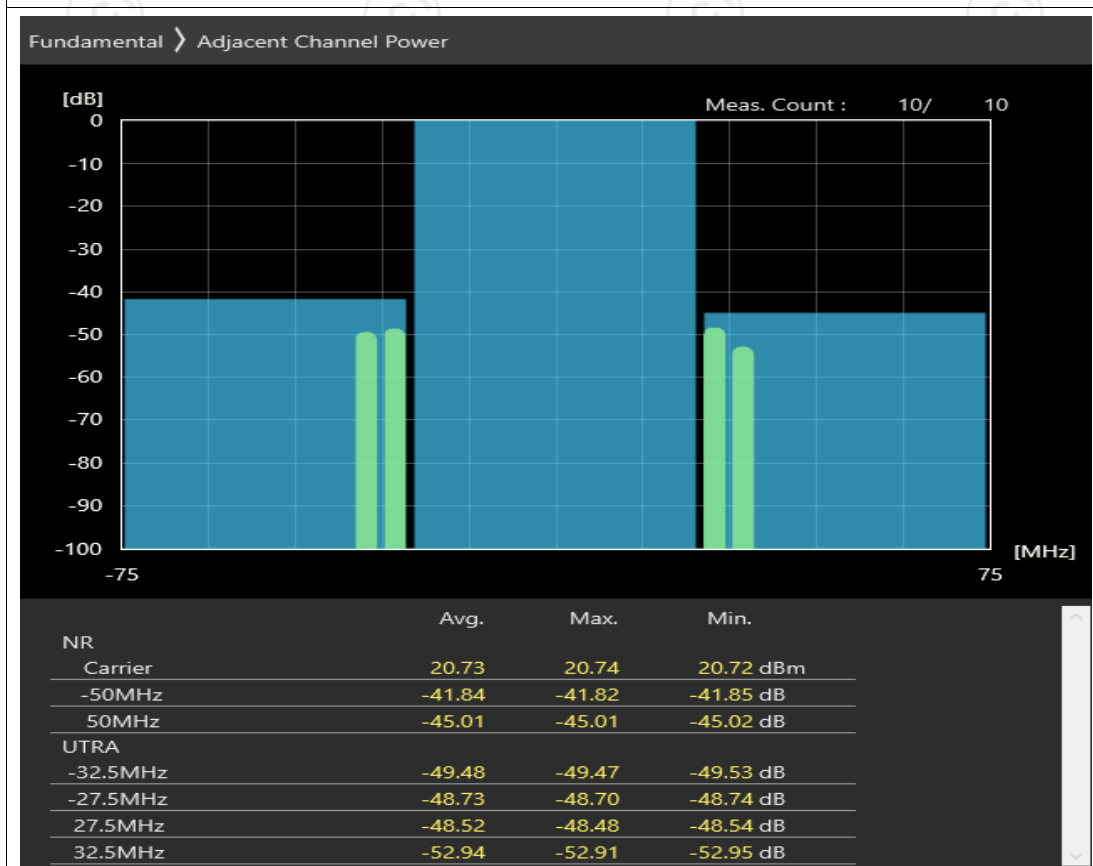 Fundamental 〉 Adjacent Channel Power
[dB]
Meas. Count : 10/ 10
0
-10
-20
-30
-40
-50
-60
-70
-80
-90
-100
[MHz]
-75 75
Avg. Max. Min.
NR
Carrier 20.73 20.74 20.72 dBm
-50MHz -41.84 -41.82 -41.85 dB
50MHz -45.01 -45.01 -45.02 dB
UTRA
-32.5MHz -49.48 -49.47 -49.53 dB
-27.5MHz -48.73 -48.70 -48.74 dB
27.5MHz -48.52 -48.48 -48.54 dB
32.5MHz -52.94 -52.91 -52.95 dB